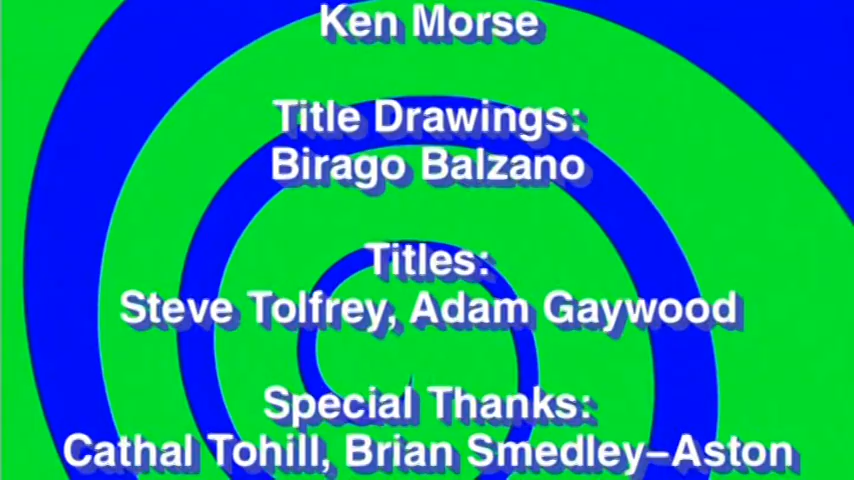 Ken Morse
Title Drawings:
Birago Balzano
Titles:
Steve Tolfrey, Adam Gaywood
Special Thanks:
Cathal Tohill, Brian Smedley–Aston